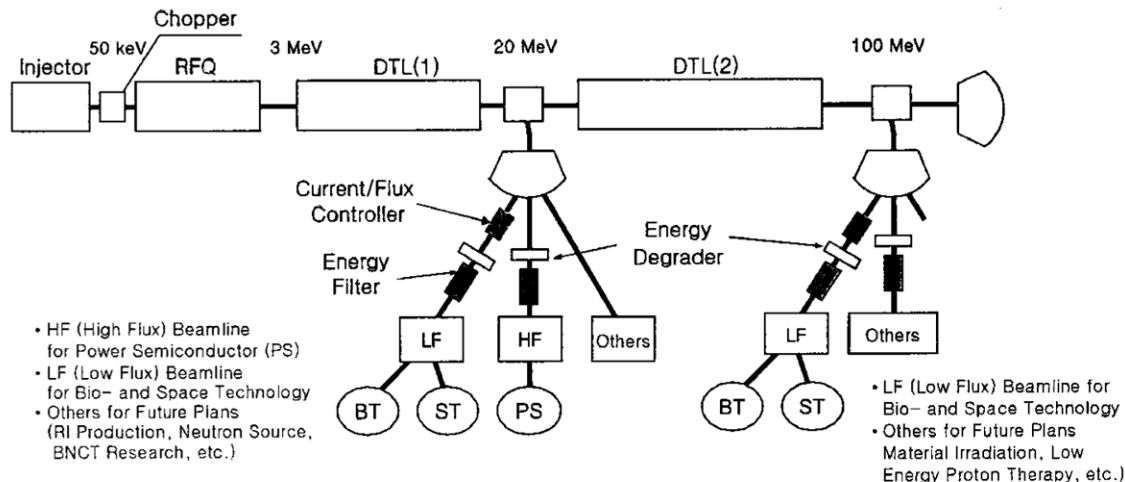 Chopper
50 keV
3 MeV
20 MeV
100 MeV
Injector
RFQ
DTL(1)
DTL(2)
Current/Flux
Controller
Energy
Filter
Energy
Degrader
LF
HF
Others
LF
Others
BT
ST
PS
BT
ST
• HF (High Flux) Beamline
for Power Semiconductor (PS)
• LF (Low Flux) Beamline
for Bio- and Space Technology
• Others for Future Plans
(RI Production, Neutron Source,
BNCT Research, etc.)
• LF (Low Flux) Beamline for
Bio- and Space Technology
• Others for Future Plans
Material Irradiation, Low
Energy Proton Therapy, etc.)